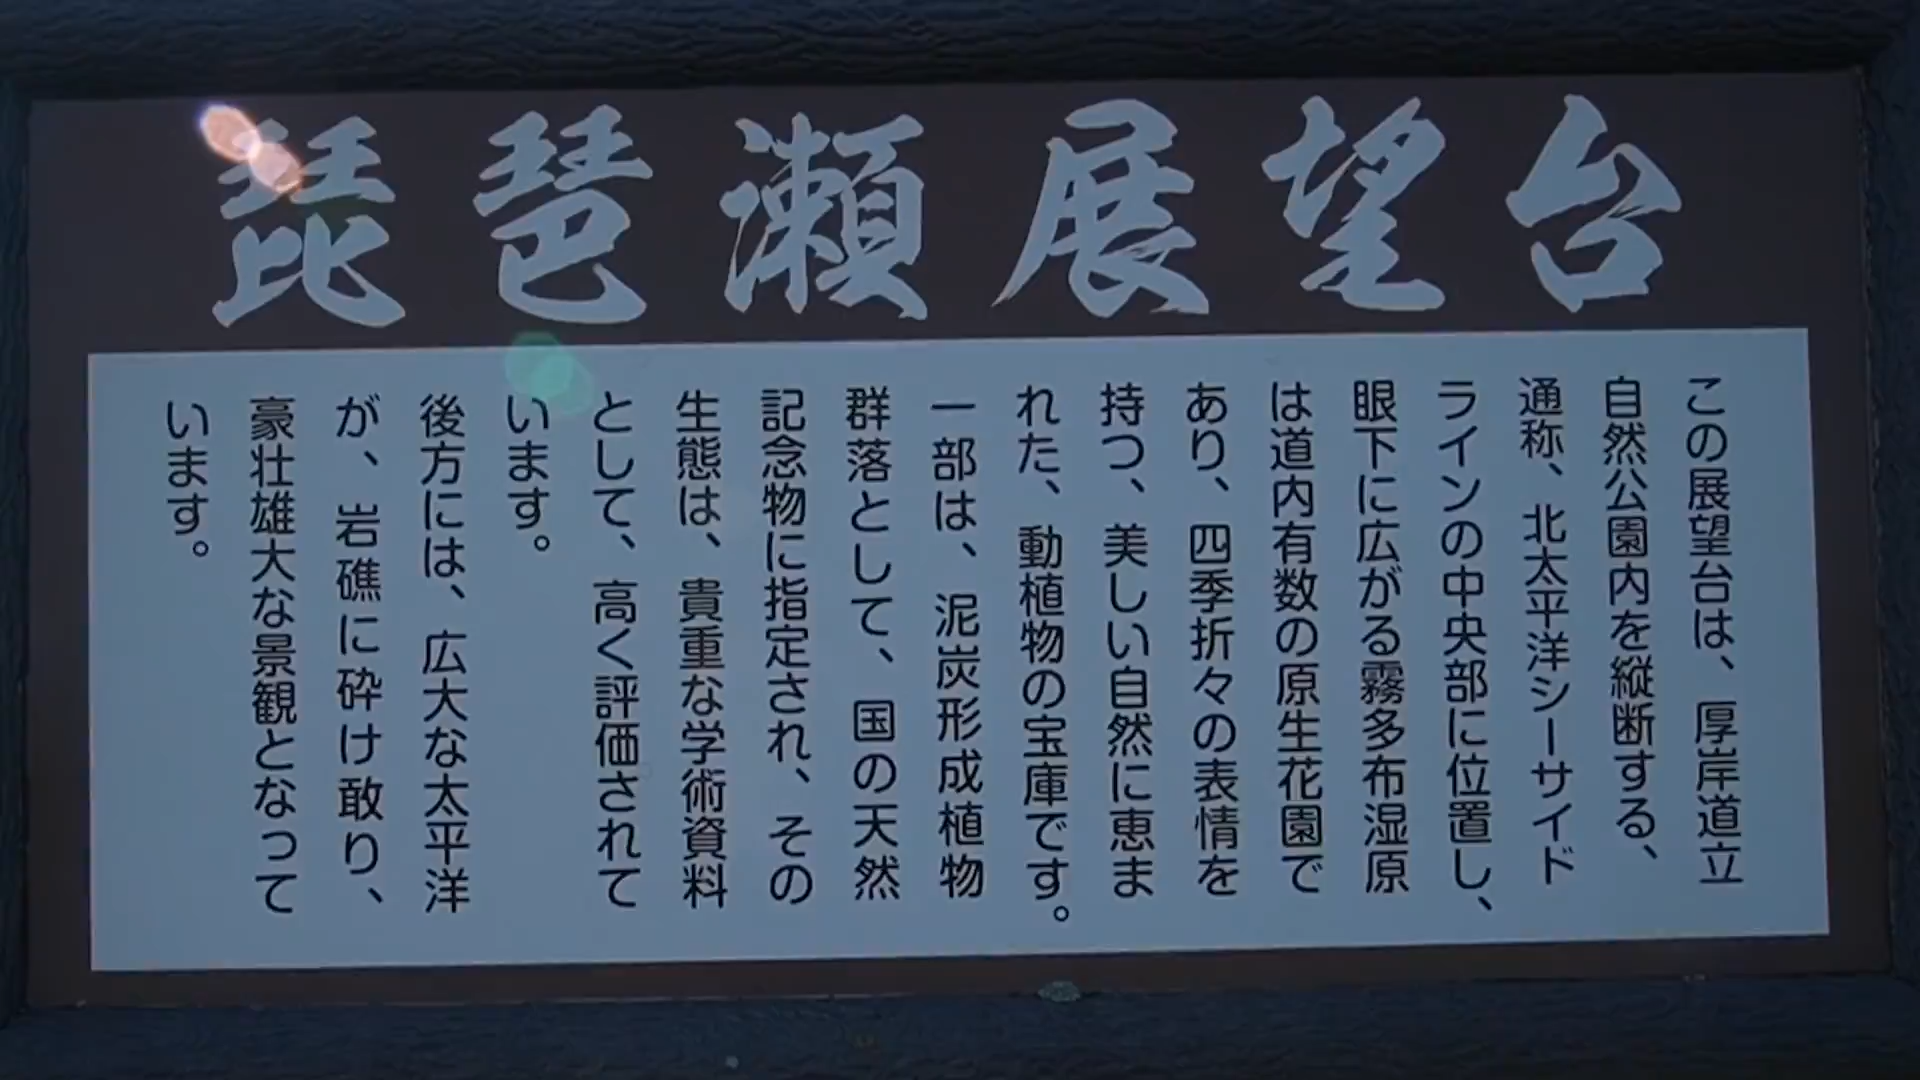 琵琶瀬展望台
この展望台は、厚岸道立
自然公園内を縦断する、
通称、北太平洋シーサイド
ラインの中央部に位置し、
眼下に広がる霧多布湿原
は道内有数の原生花園で
あり、四季折々の表情を
持つ、美しい自然に恵ま
れた、動植物の宝庫です。
一部は、泥炭形成植物
群落として、国の天然
記念物に指定され、その
生態は、貴重な学術資料
として、高く評価されて
います。
後方には、広大な太平洋
が、岩礁に砕け敢り、
豪壮雄大な景観となって
います。